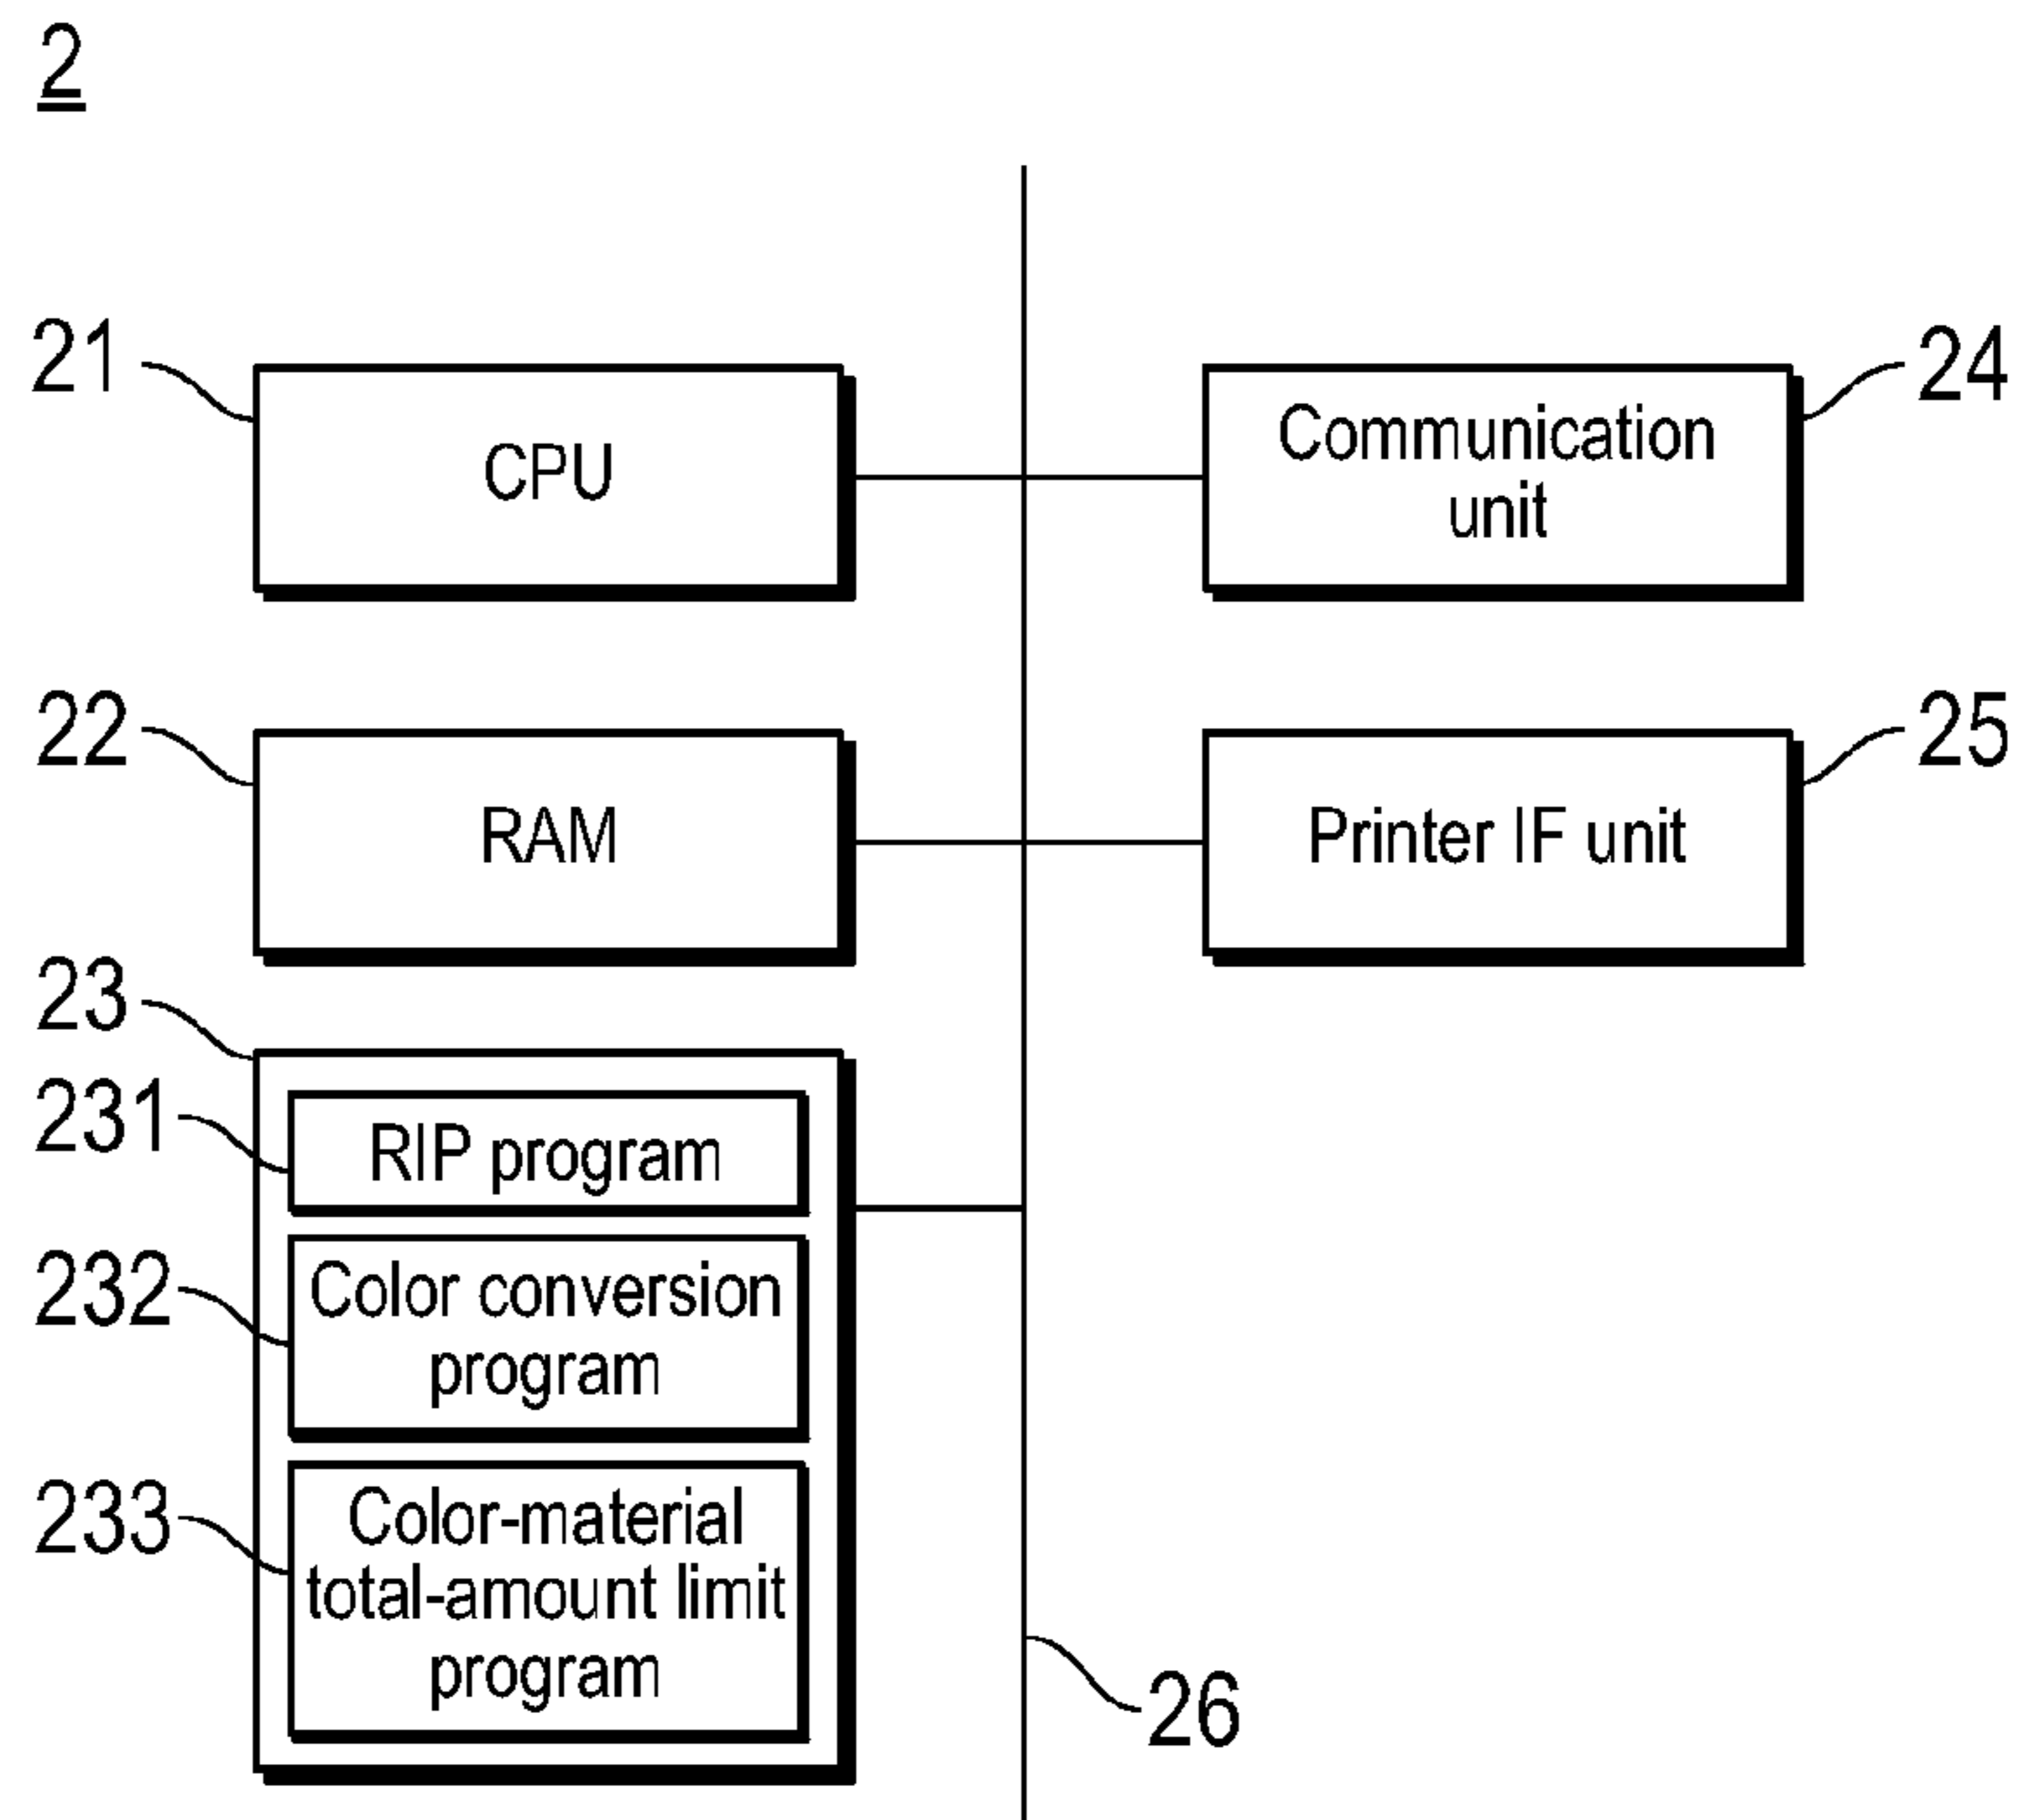 2
21
CPU
24
Communication
unit
22
RAM
25
Printer IF unit
23
231
RIP program
232
Color conversion
program
233
Color-material
total-amount limit
program
26